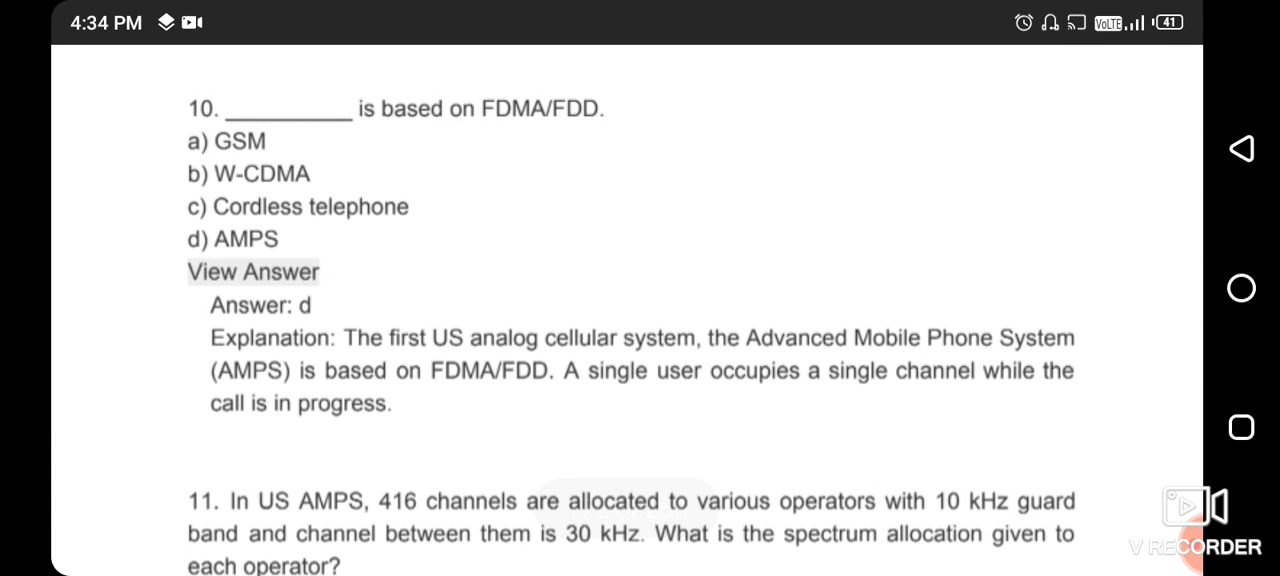 4:34 PM VoLTE 41
10. __________ is based on FDMA/FDD.
a) GSM
b) W-CDMA
c) Cordless telephone
d) AMPS
View Answer
Answer: d
Explanation: The first US analog cellular system, the Advanced Mobile Phone System
(AMPS) is based on FDMA/FDD. A single user occupies a single channel while the
call is in progress.
11. In US AMPS, 416 channels are allocated to various operators with 10 kHz guard
band and channel between them is 30 kHz. What is the spectrum allocation given to
each operator?
V RECORDER